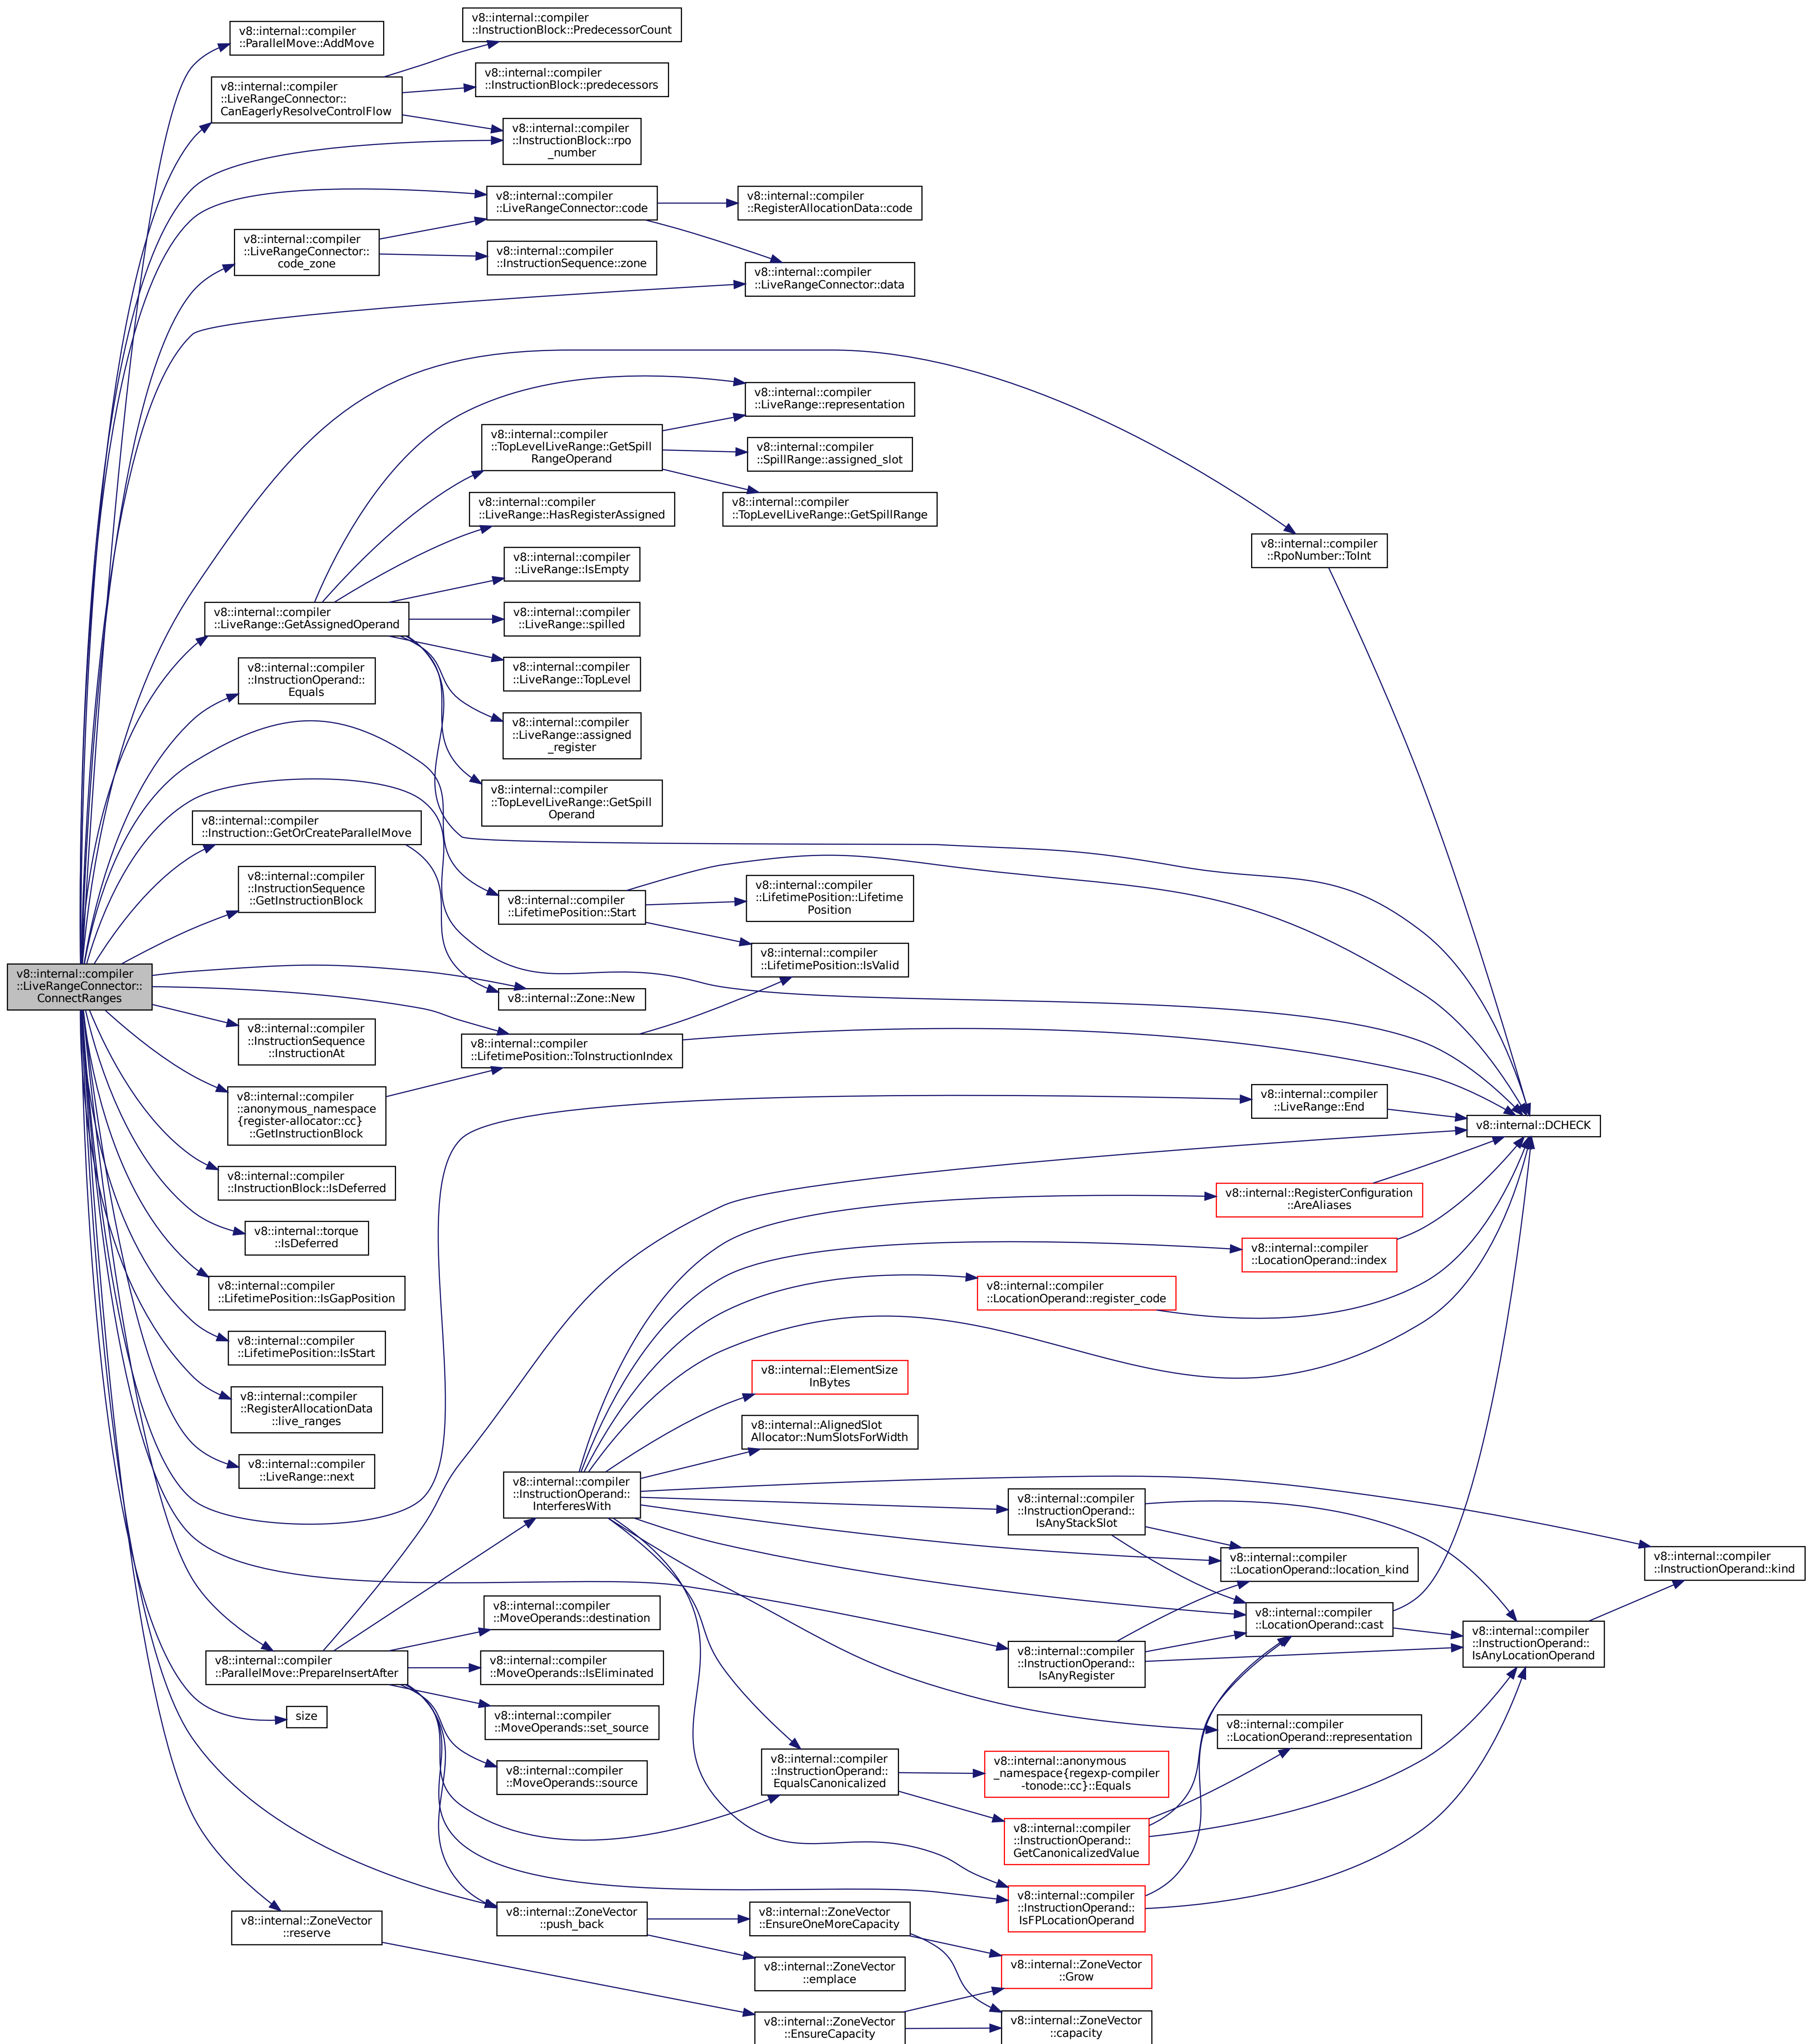 v8::internal::compiler
::LiveRangeConnector::
ConnectRanges
v8::internal::compiler
::ParallelMove::AddMove
v8::internal::compiler
::LiveRangeConnector::
CanEagerlyResolveControlFlow
v8::internal::compiler
::InstructionBlock::PredecessorCount
v8::internal::compiler
::InstructionBlock::predecessors
v8::internal::compiler
::InstructionBlock::rpo
_number
v8::internal::compiler
::LiveRangeConnector::code
v8::internal::compiler
::RegisterAllocationData::code
v8::internal::compiler
::LiveRangeConnector::
code_zone
v8::internal::compiler
::InstructionSequence::zone
v8::internal::compiler
::LiveRangeConnector::data
v8::internal::compiler
::LiveRange::representation
v8::internal::compiler
::TopLevelLiveRange::GetSpill
RangeOperand
v8::internal::compiler
::SpillRange::assigned_slot
v8::internal::compiler
::TopLevelLiveRange::GetSpillRange
v8::internal::compiler
::LiveRange::HasRegisterAssigned
v8::internal::compiler
::RpoNumber::ToInt
v8::internal::compiler
::LiveRange::IsEmpty
v8::internal::compiler
::LiveRange::GetAssignedOperand
v8::internal::compiler
::LiveRange::spilled
v8::internal::compiler
::LiveRange::TopLevel
v8::internal::compiler
::InstructionOperand::
Equals
v8::internal::compiler
::LiveRange::assigned
_register
v8::internal::compiler
::TopLevelLiveRange::GetSpill
Operand
v8::internal::compiler
::Instruction::GetOrCreateParallelMove
v8::internal::compiler
::InstructionSequence
::GetInstructionBlock
v8::internal::compiler
::LifetimePosition::Start
v8::internal::compiler
::LifetimePosition::Lifetime
Position
v8::internal::compiler
::LifetimePosition::IsValid
v8::internal::Zone::New
v8::internal::compiler
::InstructionSequence
::InstructionAt
v8::internal::compiler
::LifetimePosition::ToInstructionIndex
v8::internal::compiler
::anonymous_namespace
{register-allocator::cc}
::GetInstructionBlock
v8::internal::compiler
::LiveRange::End
v8::internal::DCHECK
v8::internal::compiler
::InstructionBlock::IsDeferred
v8::internal::RegisterConfiguration
::AreAliases
v8::internal::torque
::IsDeferred
v8::internal::compiler
::LocationOperand::index
v8::internal::compiler
::LifetimePosition::IsGapPosition
v8::internal::compiler
::LocationOperand::register_code
v8::internal::compiler
::LifetimePosition::IsStart
v8::internal::ElementSize
InBytes
v8::internal::compiler
::RegisterAllocationData
::live_ranges
v8::internal::AlignedSlot
Allocator::NumSlotsForWidth
v8::internal::compiler
::LiveRange::next
v8::internal::compiler
::InstructionOperand::
InterferesWith
v8::internal::compiler
::InstructionOperand::
IsAnyStackSlot
v8::internal::compiler
::LocationOperand::location_kind
v8::internal::compiler
::InstructionOperand::kind
v8::internal::compiler
::MoveOperands::destination
v8::internal::compiler
::LocationOperand::cast
v8::internal::compiler
::InstructionOperand::
IsAnyLocationOperand
v8::internal::compiler
::ParallelMove::PrepareInsertAfter
v8::internal::compiler
::MoveOperands::IsEliminated
v8::internal::compiler
::InstructionOperand::
IsAnyRegister
size
v8::internal::compiler
::MoveOperands::set_source
v8::internal::compiler
::LocationOperand::representation
v8::internal::compiler
::MoveOperands::source
v8::internal::compiler
::InstructionOperand::
EqualsCanonicalized
v8::internal::anonymous
_namespace{regexp-compiler
-tonode::cc}::Equals
v8::internal::compiler
::InstructionOperand::
GetCanonicalizedValue
v8::internal::compiler
::InstructionOperand::
IsFPLocationOperand
v8::internal::ZoneVector
::reserve
v8::internal::ZoneVector
::push_back
v8::internal::ZoneVector
::EnsureOneMoreCapacity
v8::internal::ZoneVector
::emplace
v8::internal::ZoneVector
::Grow
v8::internal::ZoneVector
::EnsureCapacity
v8::internal::ZoneVector
::capacity